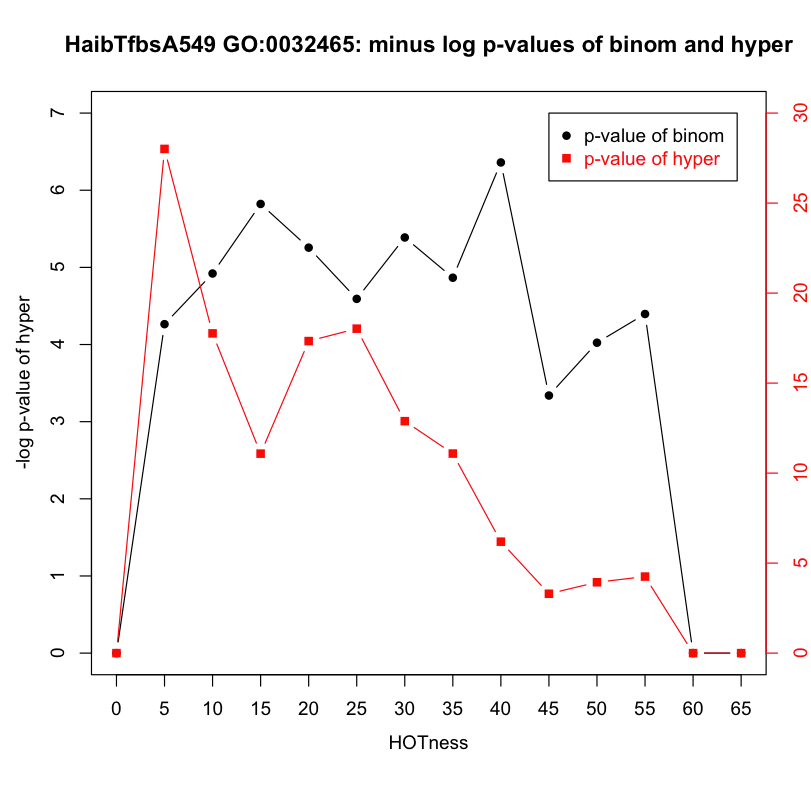 HaibTfbsA549 GO:0032465: minus log p-values of binom and hyper
p-value of binom
p-value of hyper
-log p-value of hyper
0
1
2
3
4
5
6
7
0
5
10
15
20
25
30
0 5 10 15 20 25 30 35 40 45 50 55 60 65
HOTness